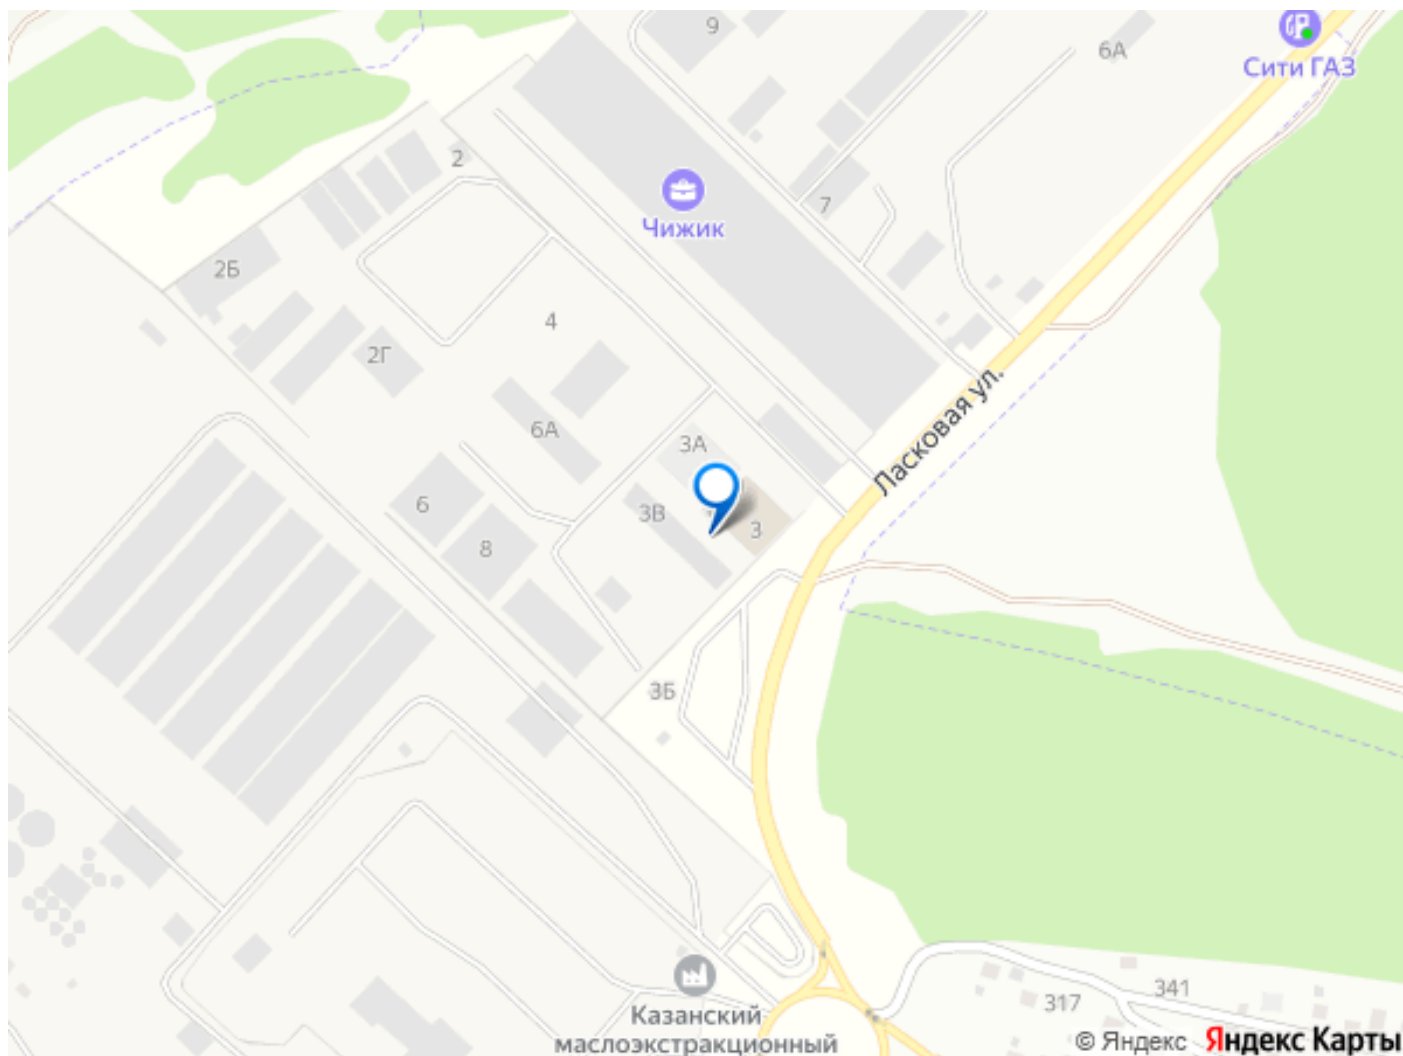 9
6А
Сити ГАЗ
2
Чижик
7
2Б
4
2Г
Ласковая ул.
6А
3А
6
3В
3
8
3Б
Казанский
маслоэкстракционный
317
341
© Яндекс Яндекс Карты